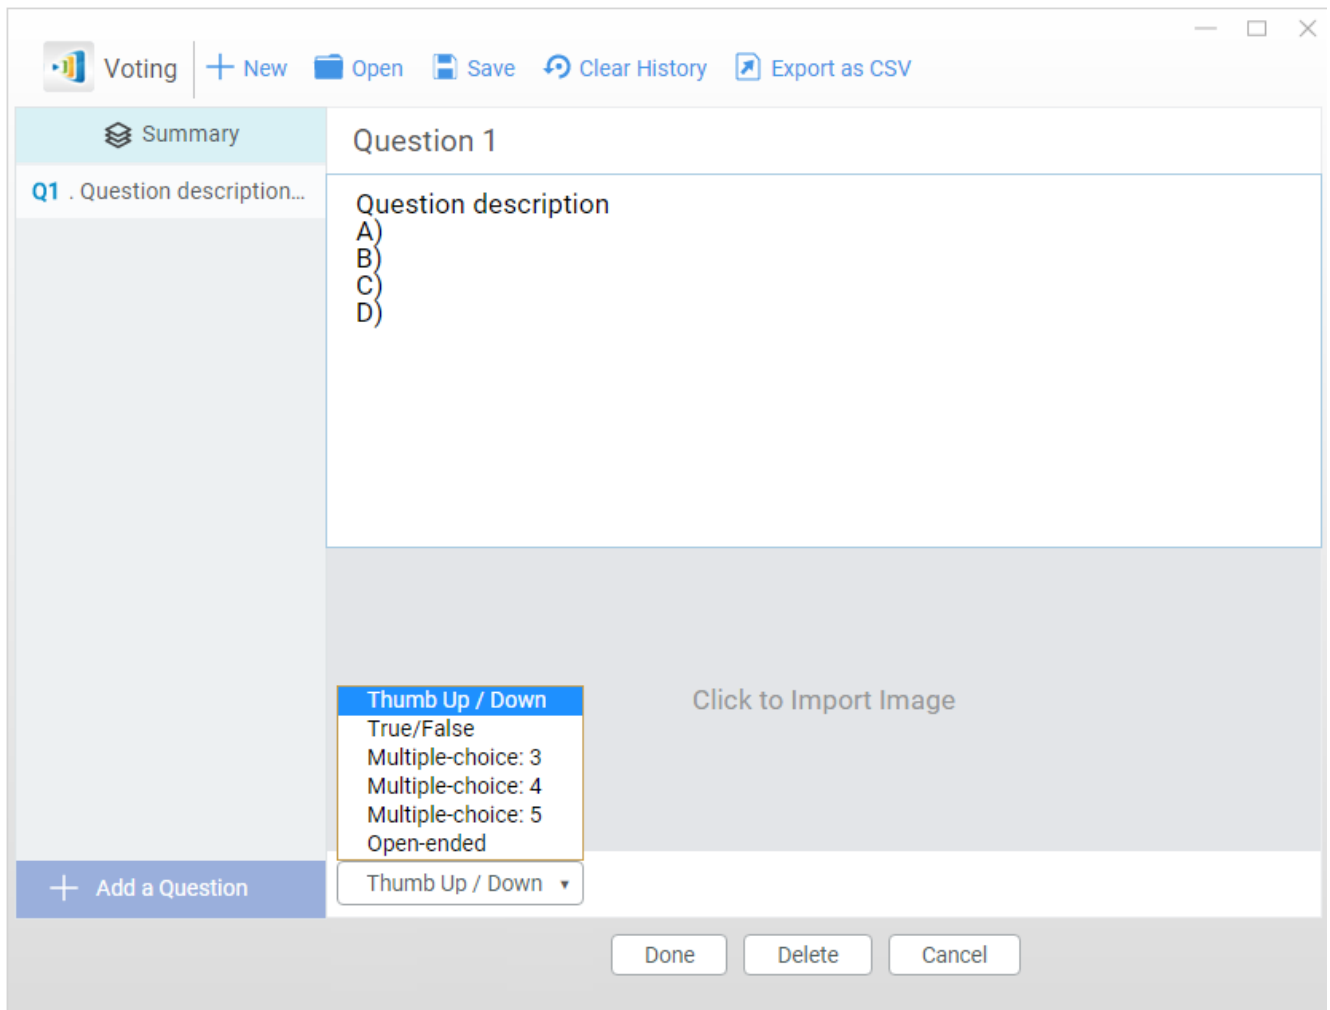 Voting
New
Open
Save
Clear History
Export as CSV
Summary
Question 1
Q1 . Question description...
Question description
A)
B)
C)
D)
Click to Import Image
Thumb Up / Down
True/False
Multiple-choice: 3
Multiple-choice: 4
Multiple-choice: 5
Open-ended
Add a Question
Thumb Up / Down
Done
Delete
Cancel